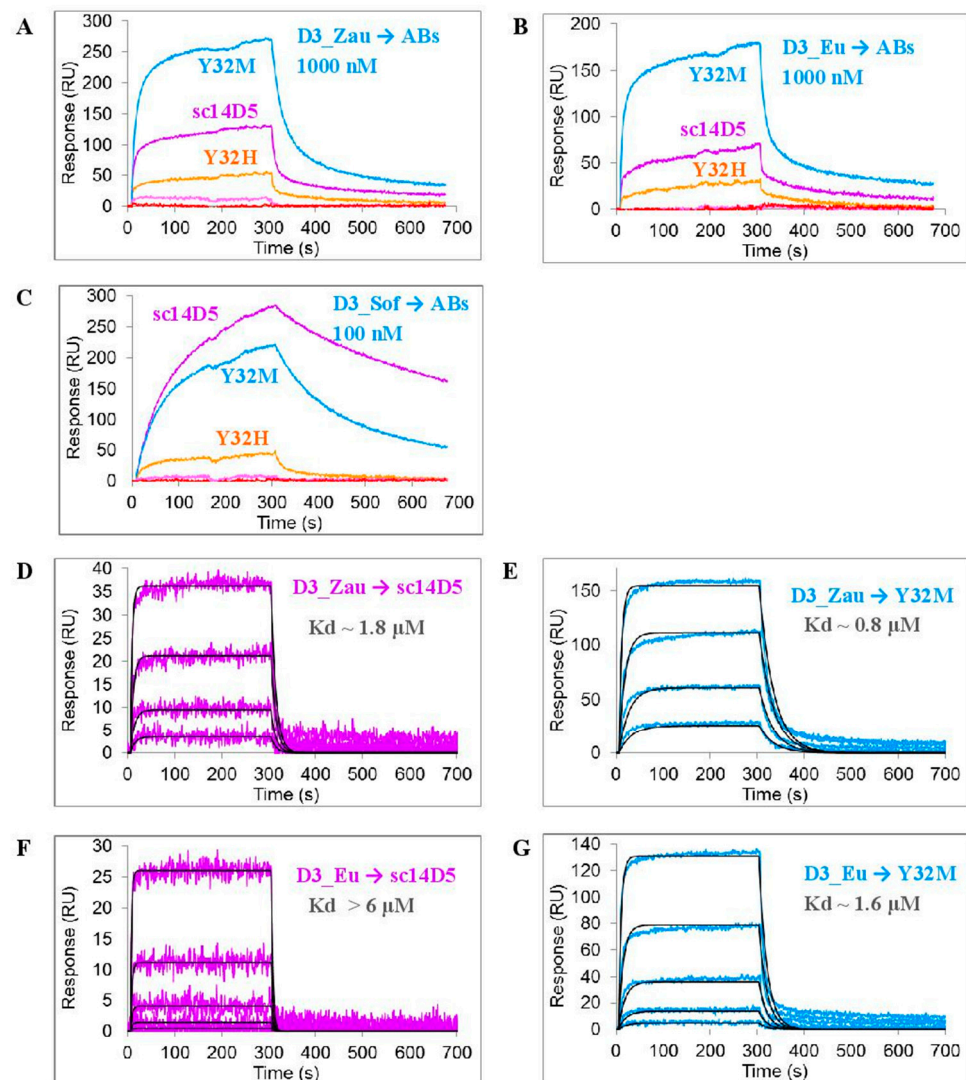 A
Response (RU)
300
250
200
150
100
50
0
0 100 200 300 400 500 600 700
Time (s)
D3_Zau → ABs
1000 nM
Y32M
sc14D5
Y32H
B
Response (RU)
200
150
100
50
0
0 100 200 300 400 500 600 700
Time (s)
D3_Eu → ABs
1000 nM
Y32M
sc14D5
Y32H
C
Response (RU)
300
250
200
150
100
50
0
0 100 200 300 400 500 600 700
Time (s)
sc14D5
D3_Sof → ABs
100 nM
Y32M
Y32H
D
Response (RU)
40
35
30
25
20
15
10
5
0
0 100 200 300 400 500 600 700
Time (s)
D3_Zau → sc14D5
Kd ~ 1.8 µM
E
Response (RU)
150
100
50
0
0 100 200 300 400 500 600 700
Time (s)
D3_Zau → Y32M
Kd ~ 0.8 µM
F
Response (RU)
30
25
20
15
10
5
0
0 100 200 300 400 500 600 700
Time (s)
D3_Eu → sc14D5
Kd > 6 µM
G
Response (RU)
140
120
100
80
60
40
20
0
0 100 200 300 400 500 600 700
Time (s)
D3_Eu → Y32M
Kd ~ 1.6 µM